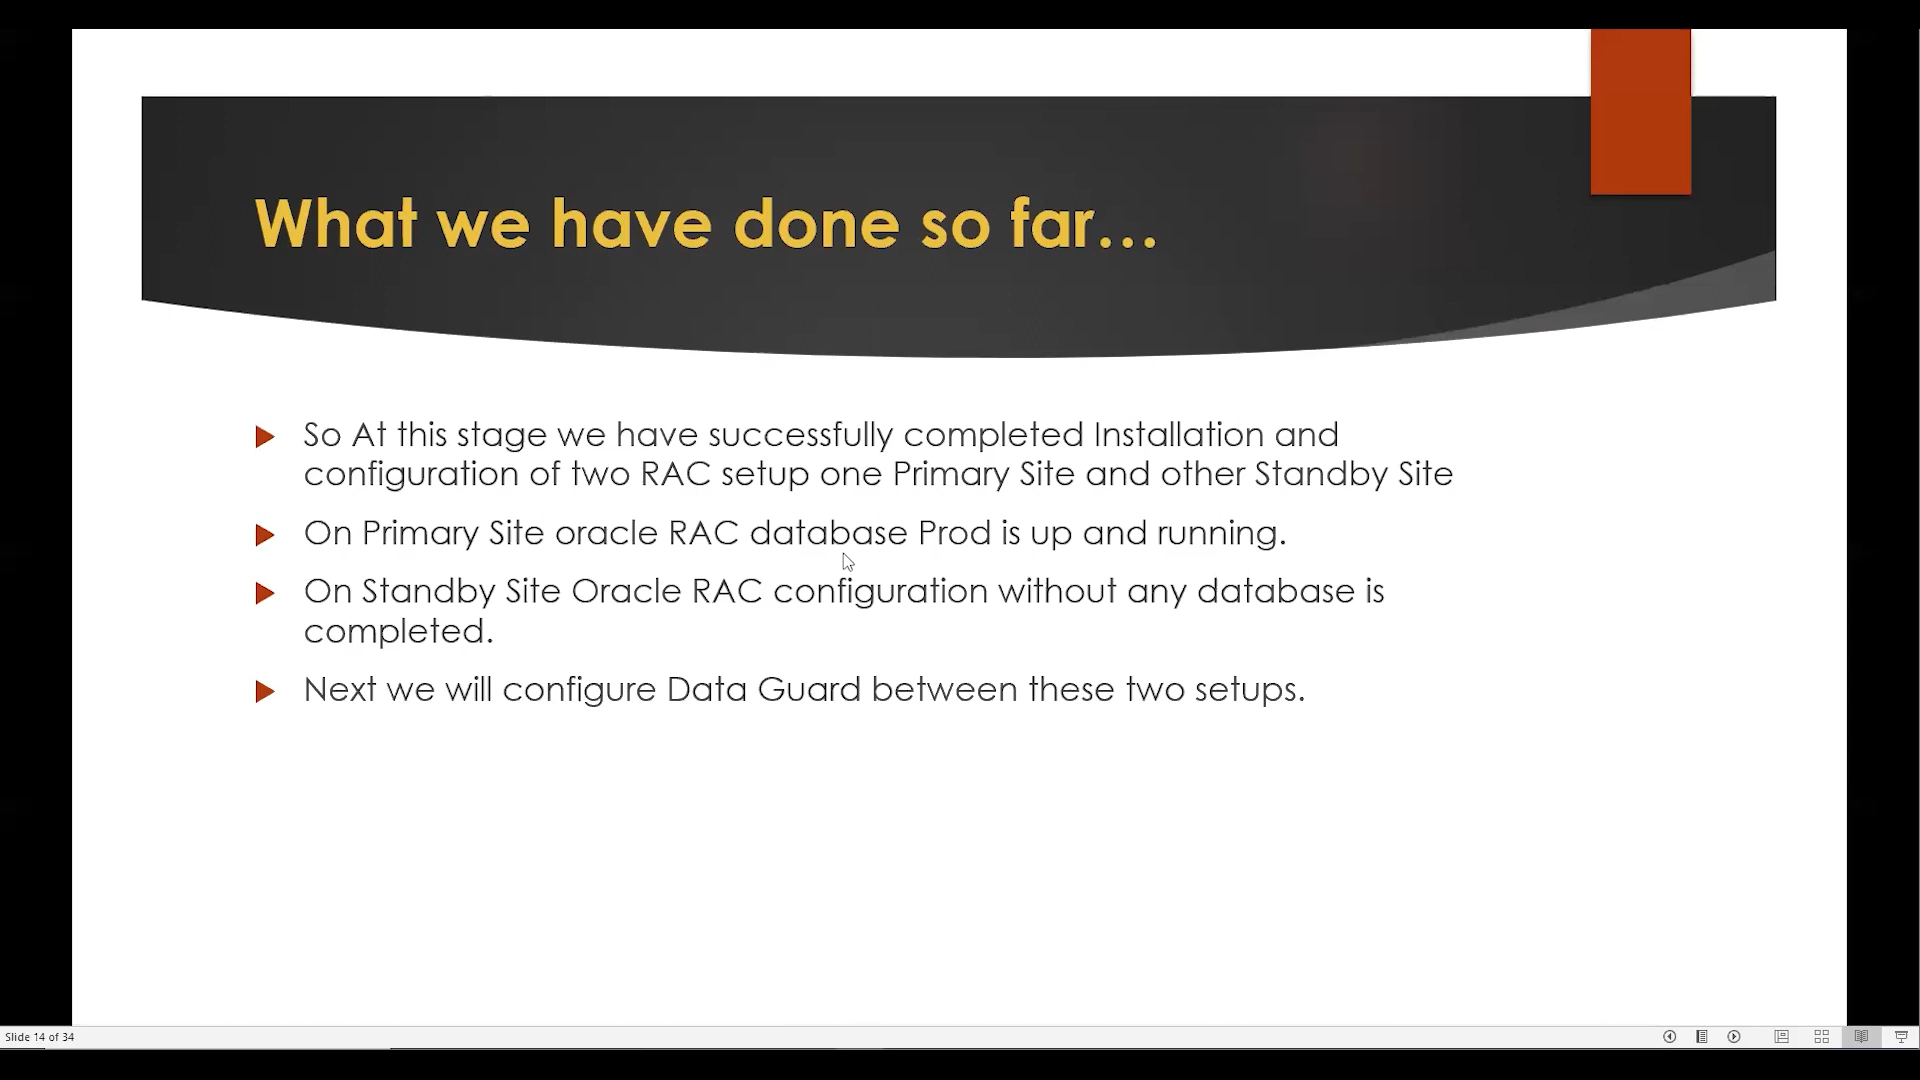 What we have done so far...
So At this stage we have successfully completed Installation and
configuration of two RAC setup one Primary Site and other Standby Site
On Primary Site oracle RAC database Prod is up and running.
On Standby Site Oracle RAC configuration without any database is
completed.
Next we will configure Data Guard between these two setups.
Slide 14 of 34